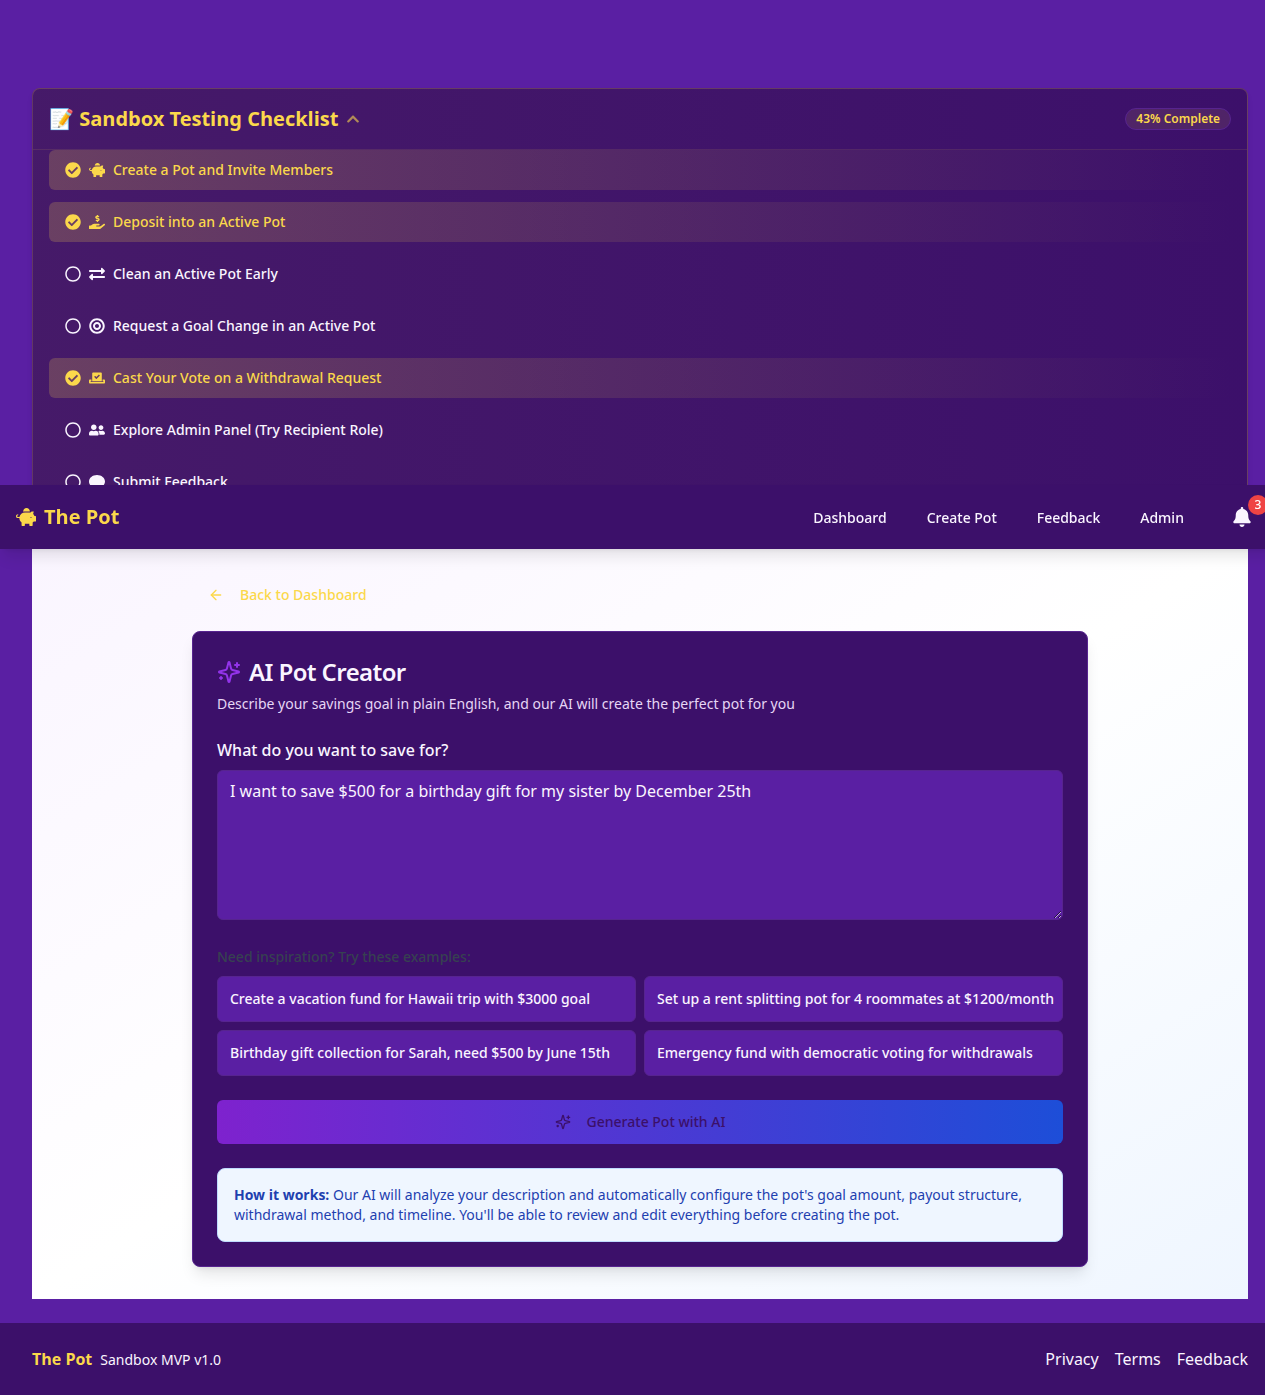 Sandbox Testing Checklist
43% Complete
Create a Pot and Invite Members
Deposit into an Active Pot
Clean an Active Pot Early
Request a Goal Change in an Active Pot
Cast Your Vote on a Withdrawal Request
Explore Admin Panel (Try Recipient Role)
Submit Feedback
The Pot
Dashboard
Create Pot
Feedback
Admin
3
Back to Dashboard
AI Pot Creator
Describe your savings goal in plain English, and our AI will create the perfect pot for you
What do you want to save for?
I want to save $500 for a birthday gift for my sister by December 25th
Need inspiration? Try these examples:
Create a vacation fund for Hawaii trip with $3000 goal
Set up a rent splitting pot for 4 roommates at $1200/month
Birthday gift collection for Sarah, need $500 by June 15th
Emergency fund with democratic voting for withdrawals
Generate Pot with AI
How it works: Our AI will analyze your description and automatically configure the pot's goal amount, payout structure,
withdrawal method, and timeline. You'll be able to review and edit everything before creating the pot.
The Pot Sandbox MVP v1.0
Privacy
Terms
Feedback